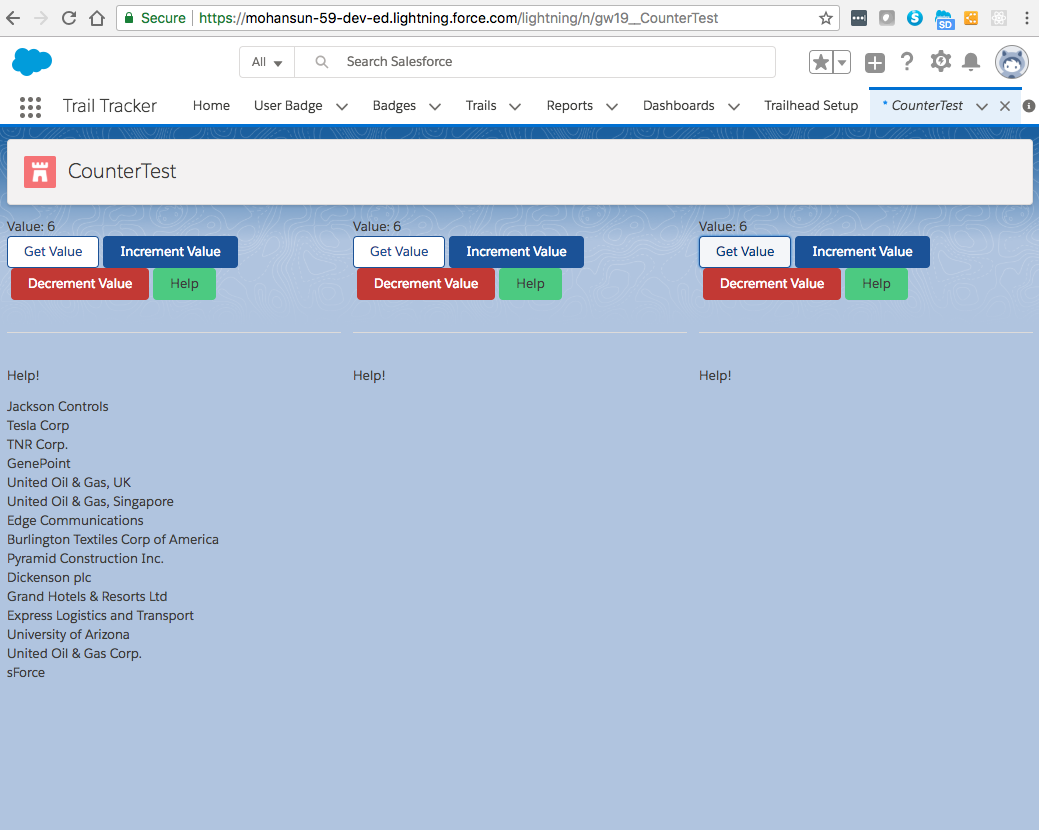 Secure https://mohansun-59-dev-ed.lightning.force.com/lightning/n/gw19__CounterTest
SD
All Search Salesforce
Trail Tracker Home User Badge Badges Trails Reports Dashboards Trailhead Setup * CounterTest
CounterTest
Value: 6 Value: 6 Value: 6
Get Value Increment Value Get Value Increment Value Get Value Increment Value
Decrement Value Help Decrement Value Help Decrement Value Help
Help! Help! Help!
Jackson Controls
Tesla Corp
TNR Corp.
GenePoint
United Oil & Gas, UK
United Oil & Gas, Singapore
Edge Communications
Burlington Textiles Corp of America
Pyramid Construction Inc.
Dickenson plc
Grand Hotels & Resorts Ltd
Express Logistics and Transport
University of Arizona
United Oil & Gas Corp.
sForce